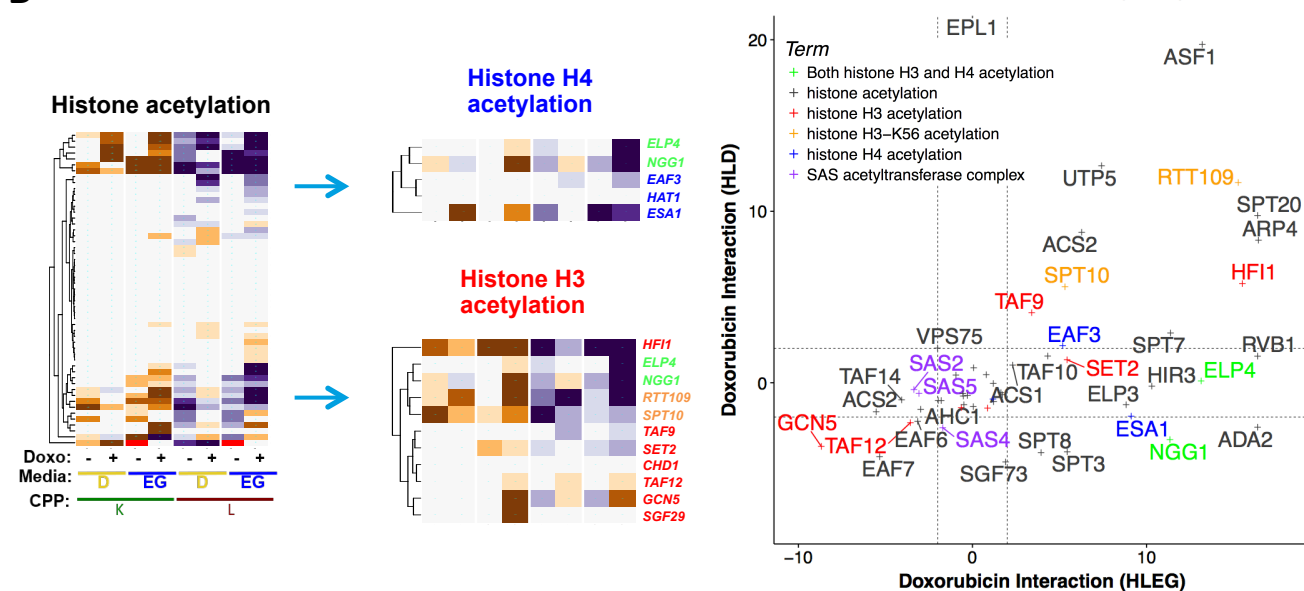 Histone acetylation
Doxo: - + - + - + - +
Media: D EG D EG
CPP: K L
Histone H4
acetylation
ELP4
NGG1
EAF3
HAT1
ESA1
Histone H3
acetylation
HFI1
ELP4
NGG1
RTT109
SPT10
TAF9
SET2
CHD1
TAF12
GCN5
SGF29
Doxorubicin Interaction (HLD)
20
10
0
Term
Both histone H3 and H4 acetylation
histone acetylation
histone H3 acetylation
histone H3−K56 acetylation
histone H4 acetylation
SAS acetyltransferase complex
EPL1
ASF1
UTP5
RTT109
SPT20
ARP4
ACS2
SPT10
HFI1
TAF9
EAF3
VPS75
SPT7
RVB1
SAS2
TAF10
SET2
HIR3
ELP4
TAF14
SAS5
ACS2
ACS1
ELP3
AHC1
GCN5
ESA1
TAF12
EAF6
SAS4
SPT8
ADA2
NGG1
EAF7
SGF73
SPT3
−10
0
10
Doxorubicin Interaction (HLEG)